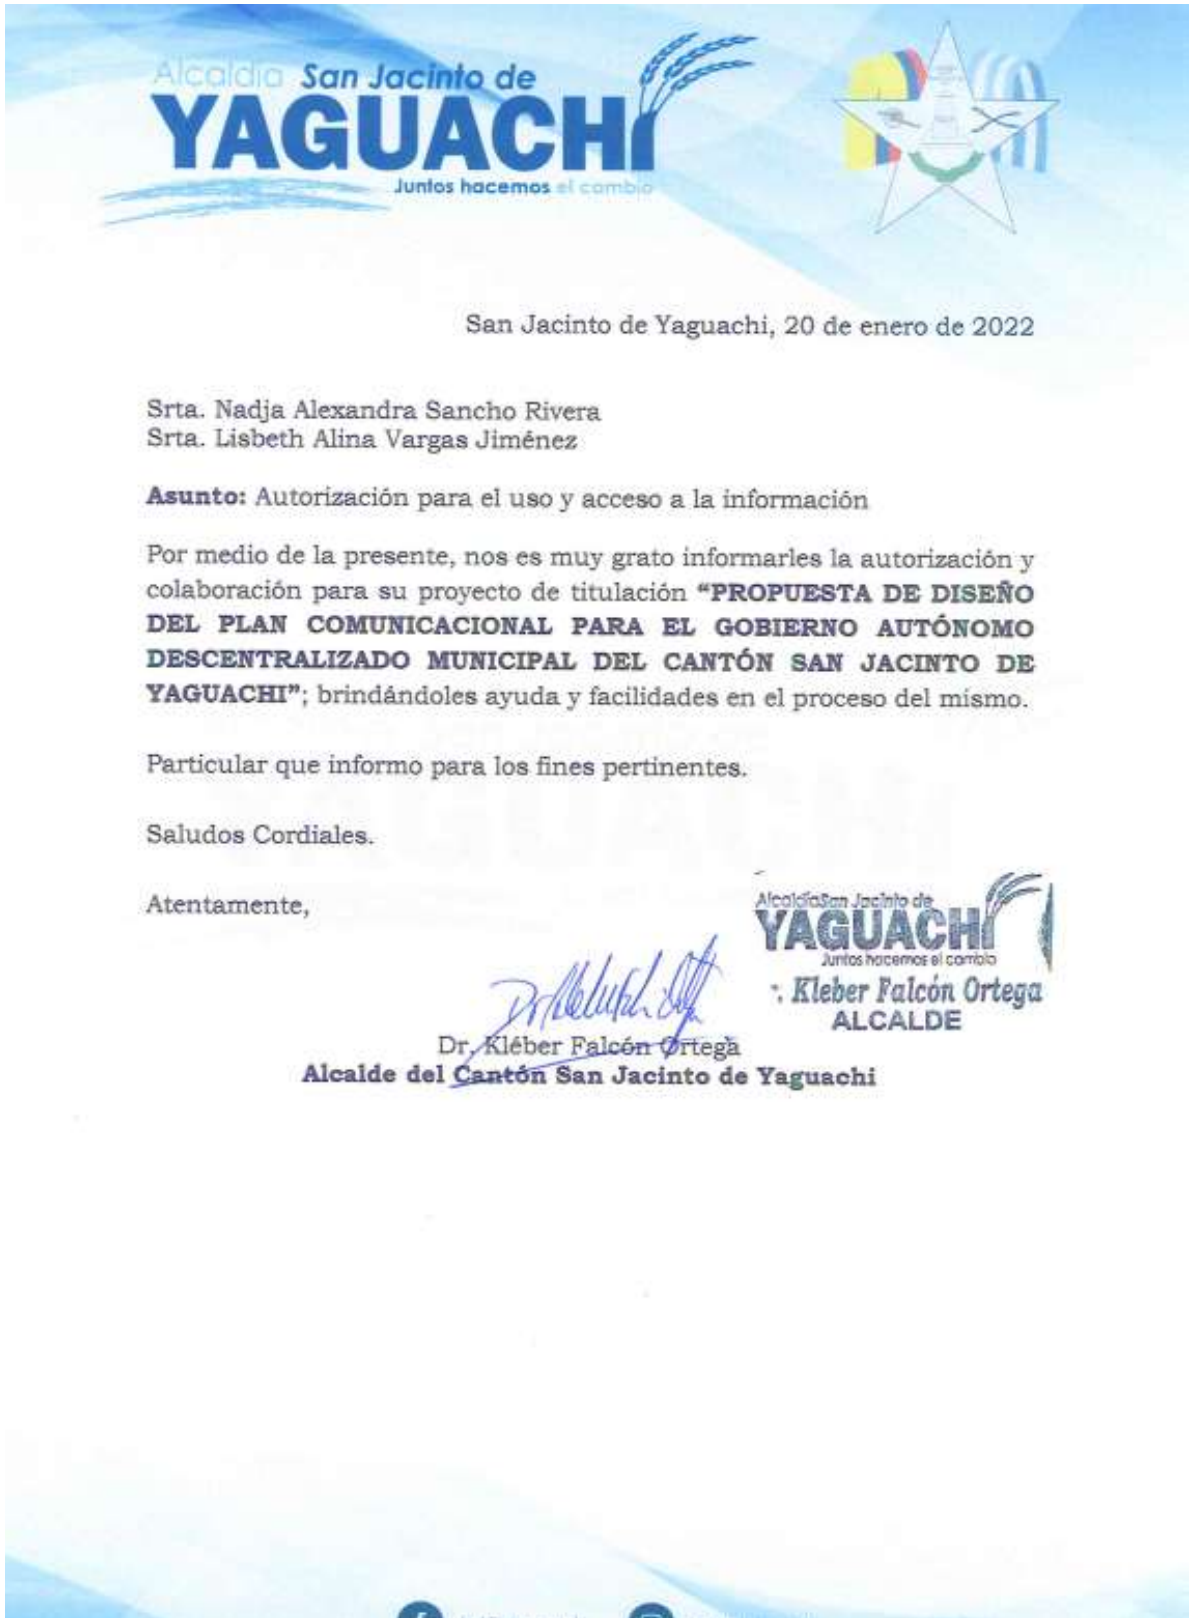 Alcaldía San Jacinto de
YAGUACHI
Juntos hacemos el cambio
San Jacinto de Yaguachi, 20 de enero de 2022
Srta. Nadja Alexandra Sancho Rivera
Srta. Lisbeth Alina Vargas Jiménez
Asunto: Autorización para el uso y acceso a la información
Por medio de la presente, nos es muy grato informarles la autorización y
colaboración para su proyecto de titulación “PROPUESTA DE DISEÑO
DEL PLAN COMUNICACIONAL PARA EL GOBIERNO AUTÓNOMO
DESCENTRALIZADO MUNICIPAL DEL CANTÓN SAN JACINTO DE
YAGUACHI”; brindándoles ayuda y facilidades en el proceso del mismo.
Particular que informo para los fines pertinentes.
Saludos Cordiales.
Atentamente,
AlcaldíaSan Jacinto de
YAGUACHI
Juntos hacemos el cambio
Kleber Falcón Ortega
ALCALDE
Dr. Kléber Falcón Ortega
Alcalde del Cantón San Jacinto de Yaguachi